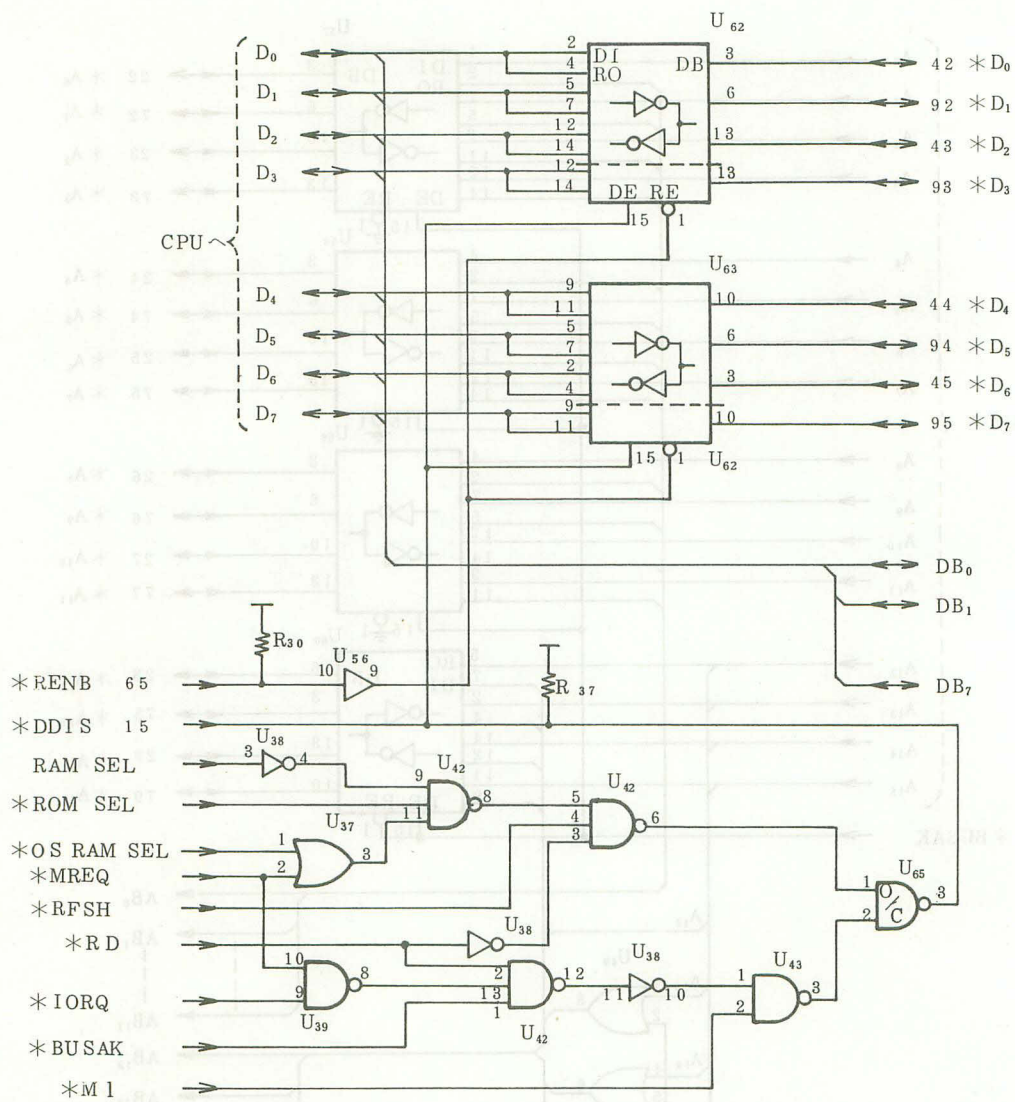 U62
D0 2 DI DB 3 42 *D0
4 RO
D1 5 6 92 *D1
7
D2 12 13 43 *D2
14
D3 12 13 93 *D3
14 DE RE
15 1
CPU
U63
D4 9 10 44 *D4
11
D5 5 6 94 *D5
7
D6 2 3 45 *D6
4
D7 9 10 95 *D7
11
15 1 U62
DB0
DB1
R30
U56
*RENB 65 10 9 R37 DB7
*DDIS 15
U38
RAM SEL 3 4 U42 U42
9
*ROM SEL 8 5
11 4 6
U37 3
*OS RAM SEL 1 3 U65
*MREQ 2 1 O/C 3
*RFSH 2
U38
*RD U38 U43
10 8 2 12 1 3
13 11 10
*IORQ 9 1 2
U39 U42
*BUSAK
*M1